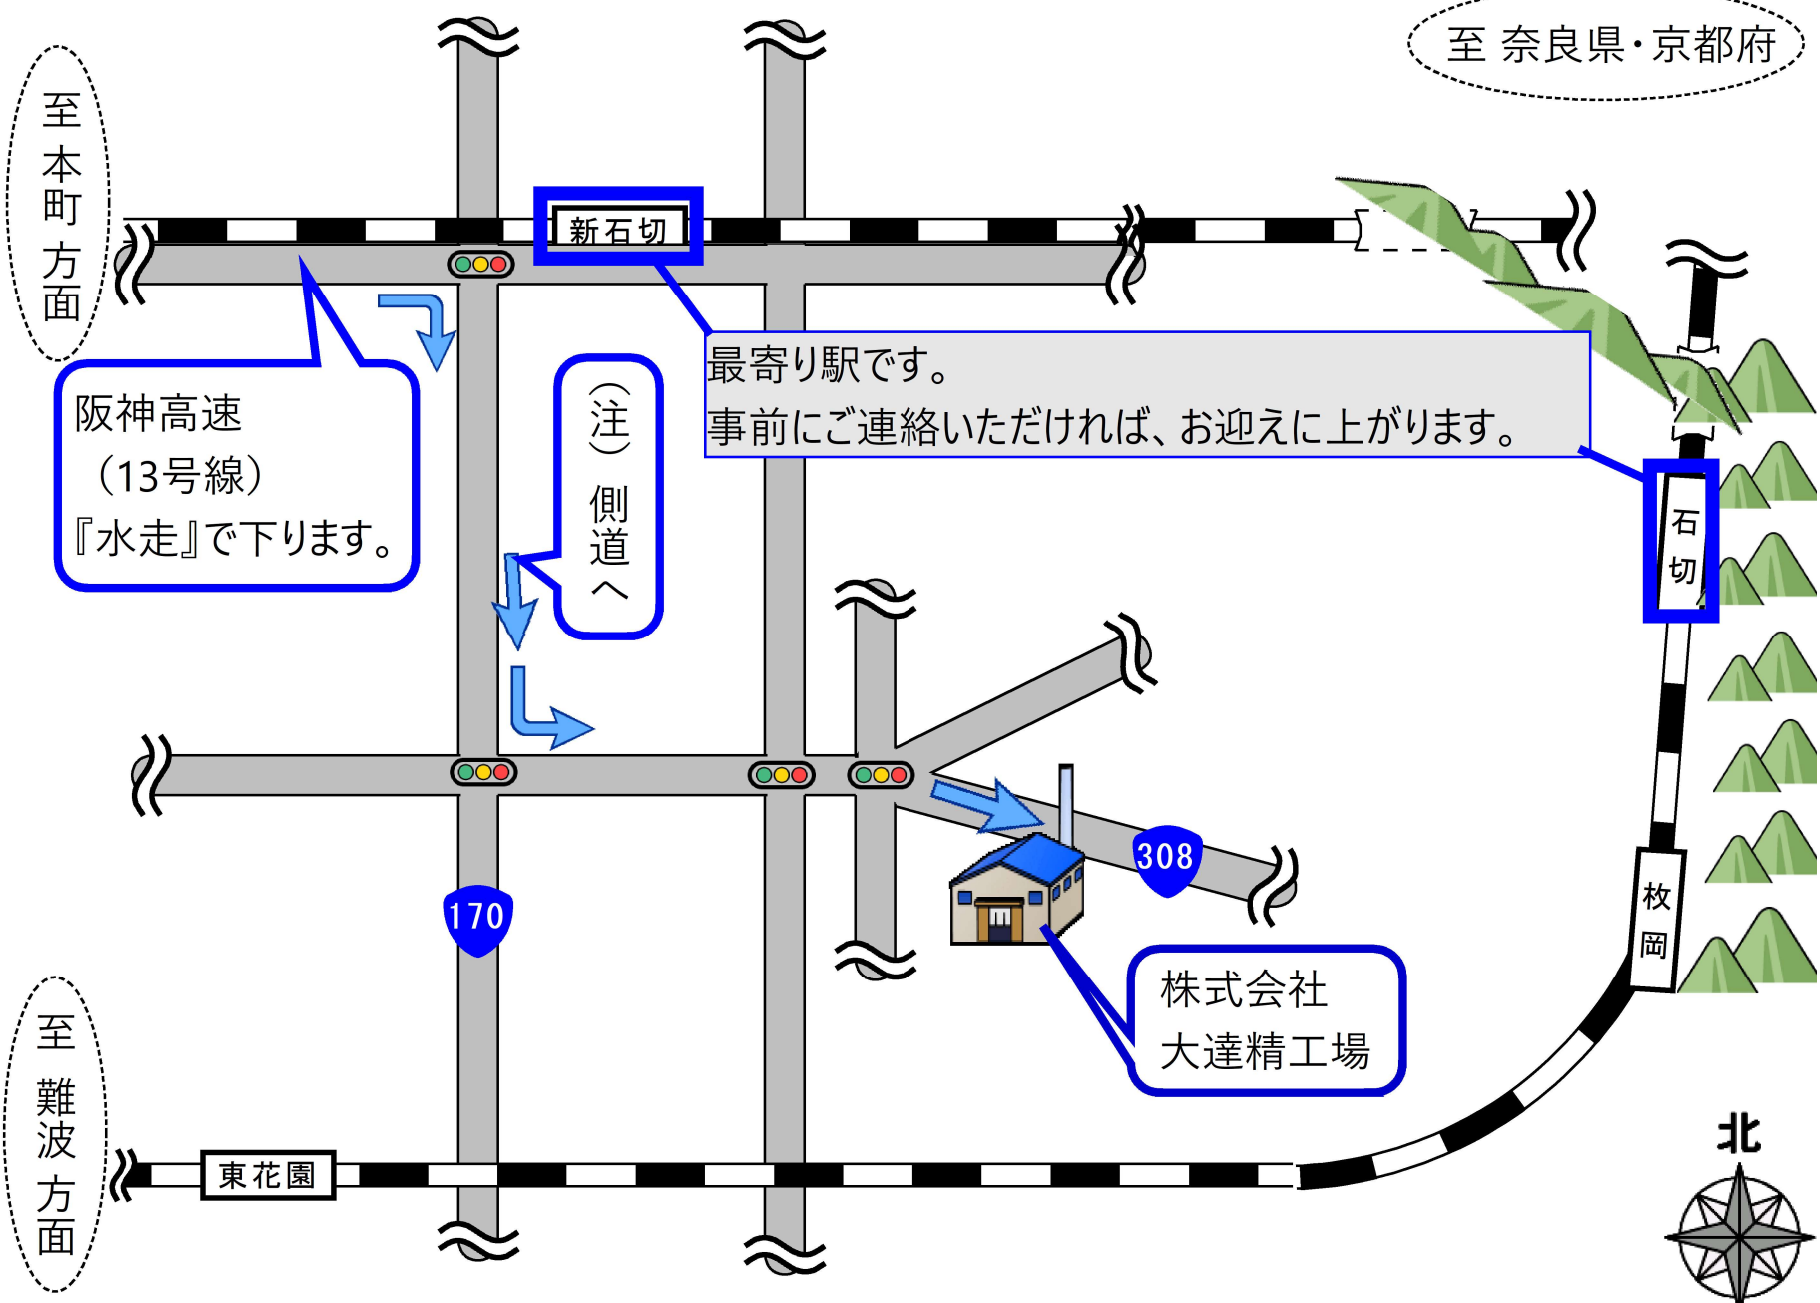 至 奈良県・京都府
至 本町 方面
新石切
最寄り駅です。
事前にご連絡いただければ、お迎えに上がります。
阪神高速
（13号線）
『水走』で下ります。
（注）側道へ
石切
308
170
枚岡
株式会社
大達精工場
至 難波 方面
東花園
北